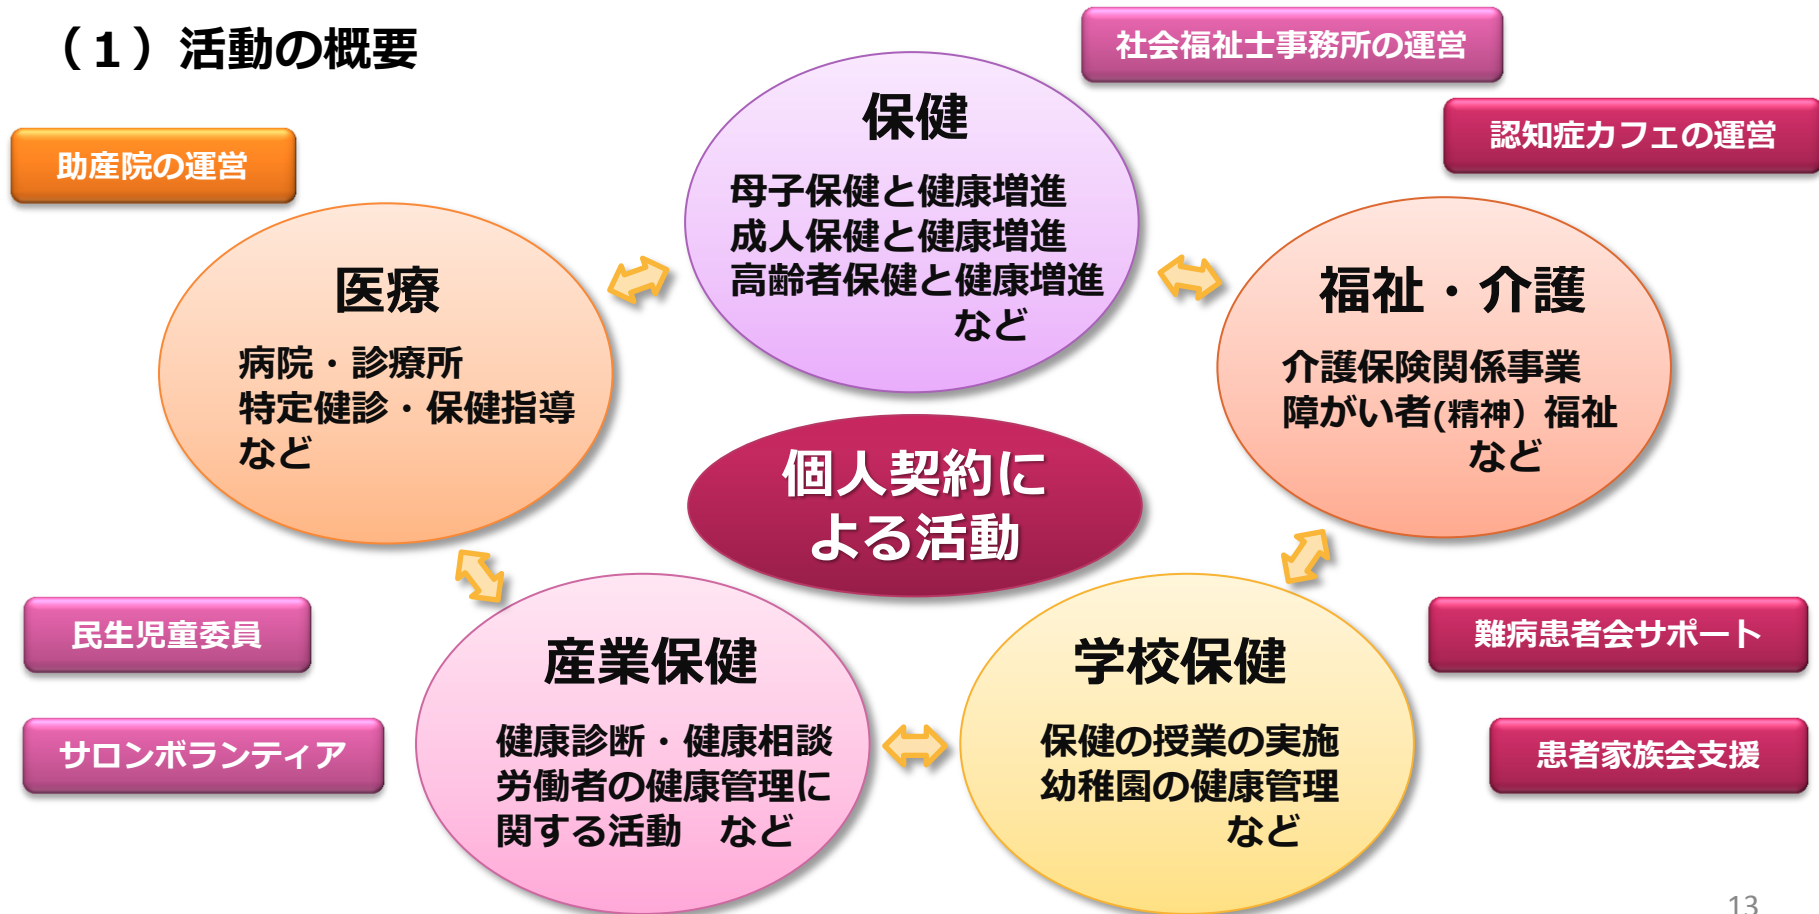 （１）活動の概要
社会福祉士事務所の運営
認知症カフェの運営
助産院の運営
保健
母子保健と健康増進
成人保健と健康増進
高齢者保健と健康増進
など
医療
病院・診療所
特定健診・保健指導
など
福祉・介護
介護保険関係事業
障がい者(精神）福祉
など
個人契約に
よる活動
民生児童委員
サロンボランティア
産業保健
健康診断・健康相談
労働者の健康管理に
関する活動　など
学校保健
保健の授業の実施
幼稚園の健康管理
など
難病患者会サポート
患者家族会支援
13